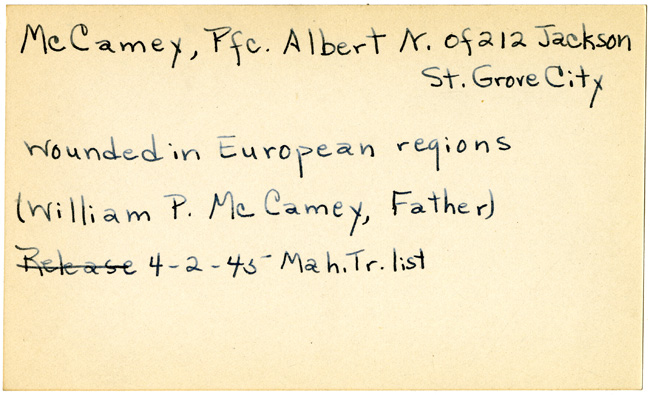 McCamey, Pfc. Albert N. of 212 Jackson
St. Grove City
Wounded in European regions
(William P. McCamey, Father)
Release 4-2-45 Mah. Tr. list